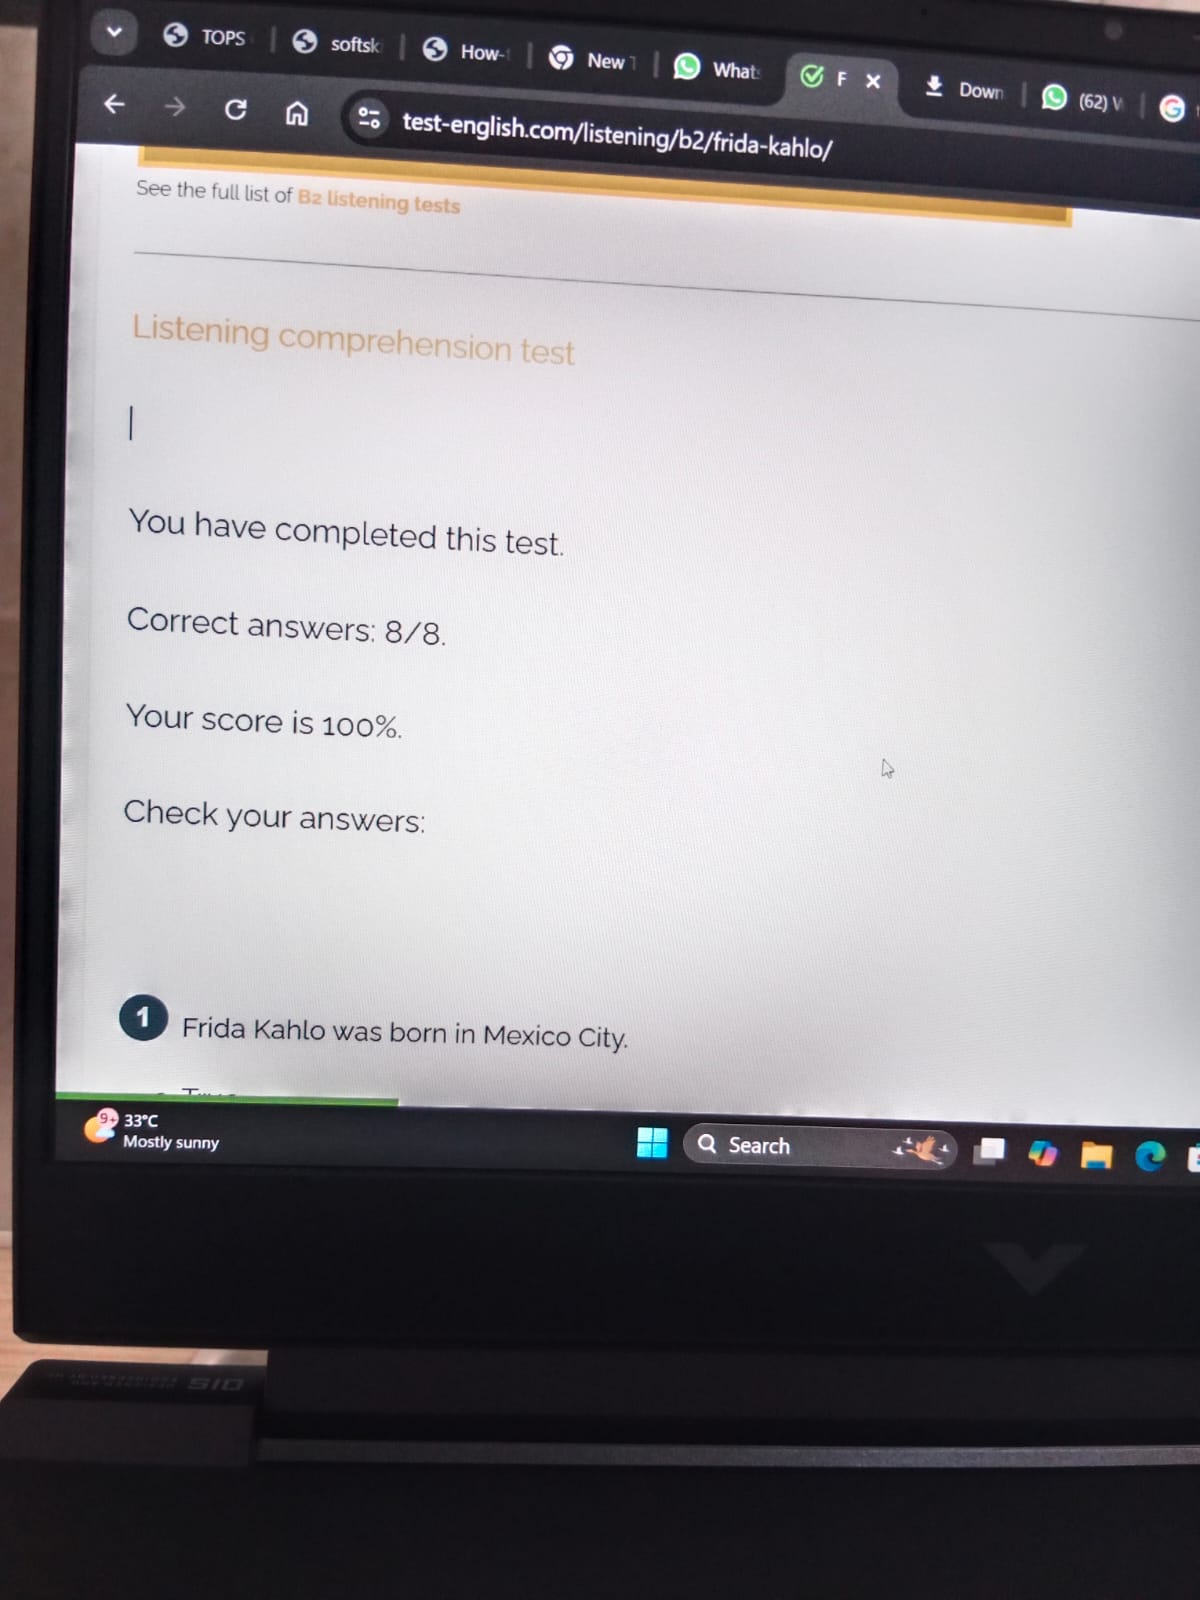 TOPS
softsk
How-
New
What
F
Down
(62)
test-english.com/listening/b2/frida-kahlo/
See the full list of B2 listening tests
Listening comprehension test
You have completed this test.
Correct answers: 8/8.
Your score is 100%.
Check your answers:
1 Frida Kahlo was born in Mexico City.
9+
33°C
Mostly sunny
Search